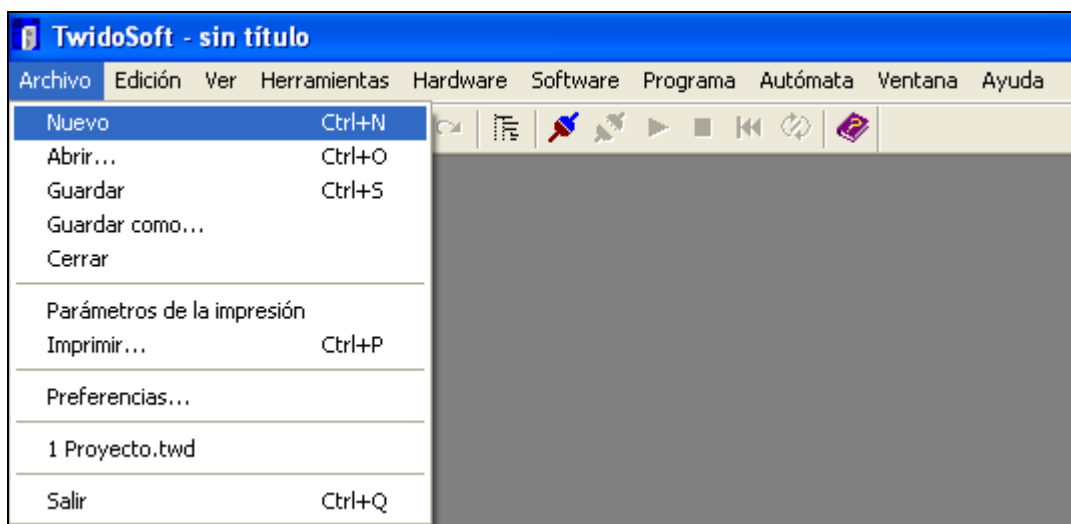 TwidoSoft - sin título
Archivo Edición Ver Herramientas Hardware Software Programa Autómata Ventana Ayuda
Nuevo Ctrl+N
Abrir... Ctrl+O
Guardar Ctrl+S
Guardar como...
Cerrar
Parámetros de la impresión
Imprimir... Ctrl+P
Preferencias...
1 Proyecto.twd
Salir Ctrl+Q